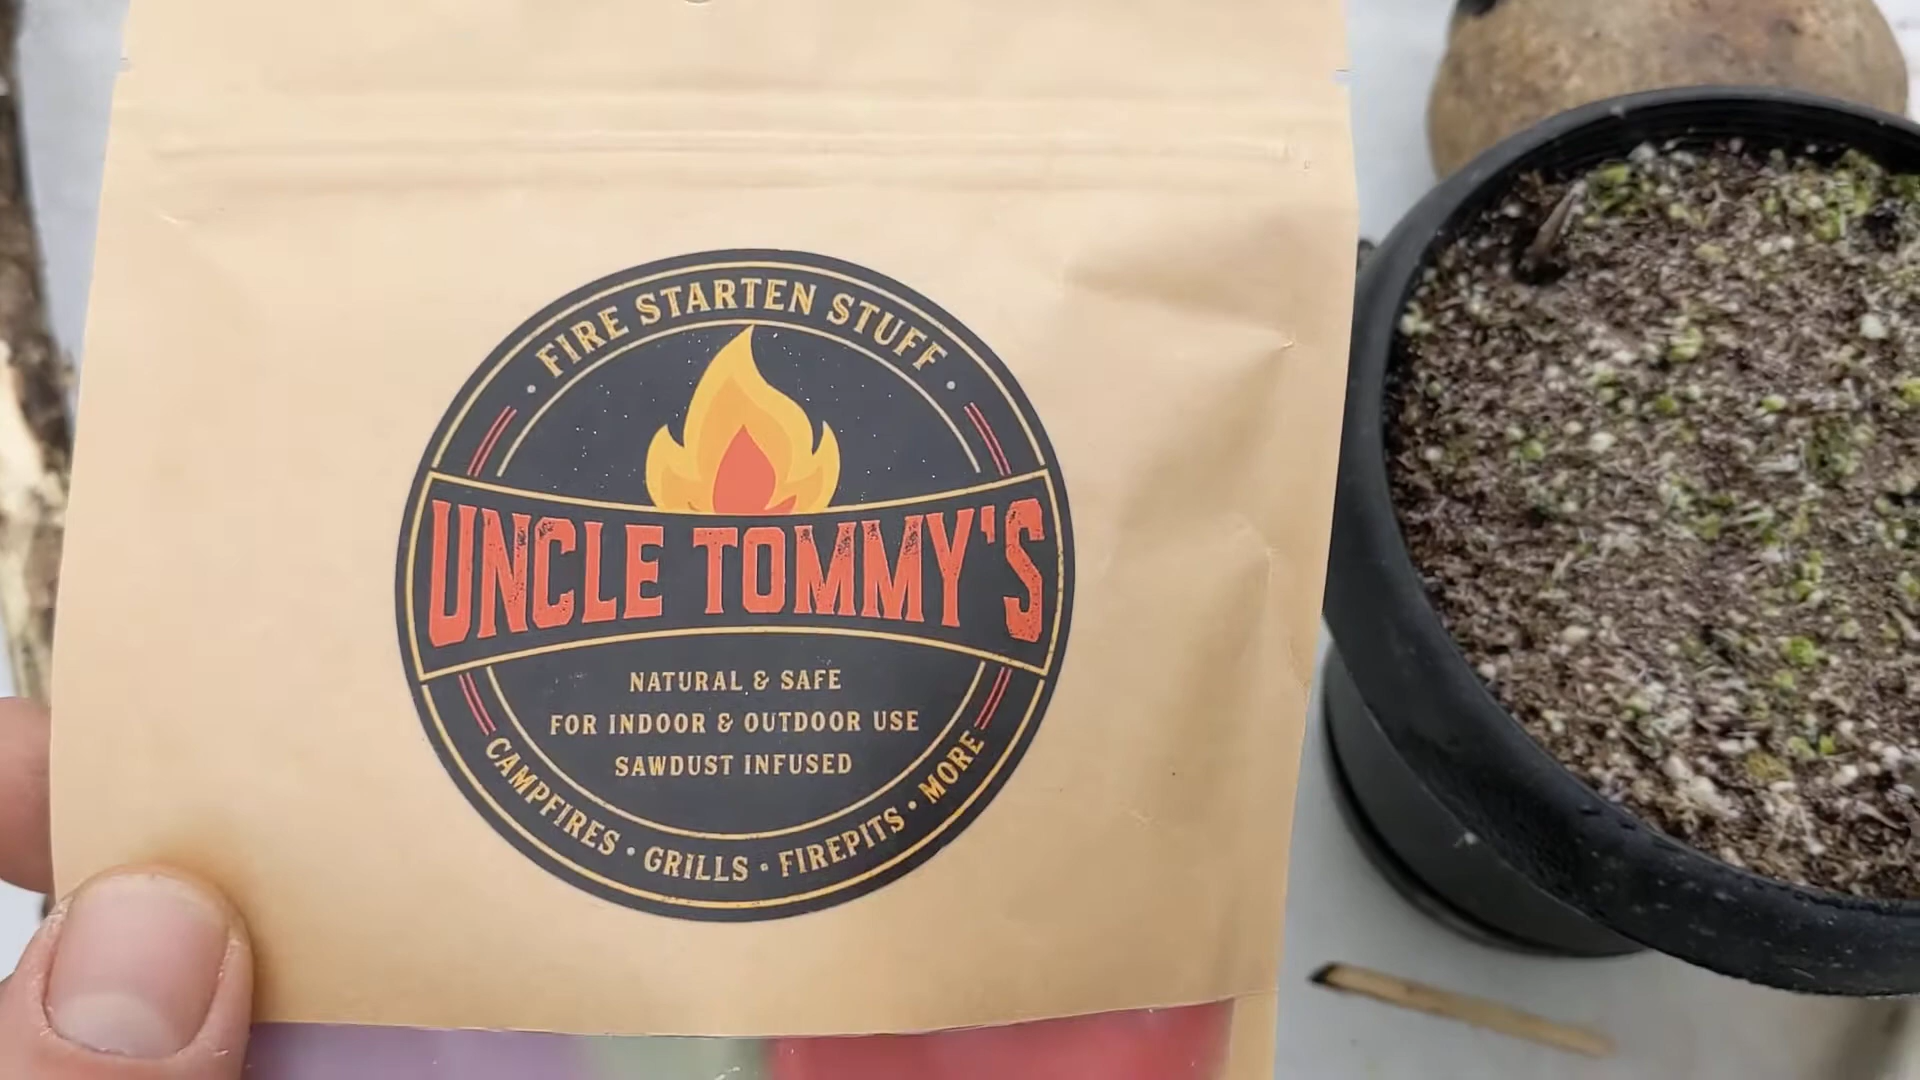 FIRE STARTEN STUFF
UNCLE TOMMY'S
NATURAL & SAFE
FOR INDOOR & OUTDOOR USE
SAWDUST INFUSED
CAMPFIRES • GRILLS • FIREPITS • MORE